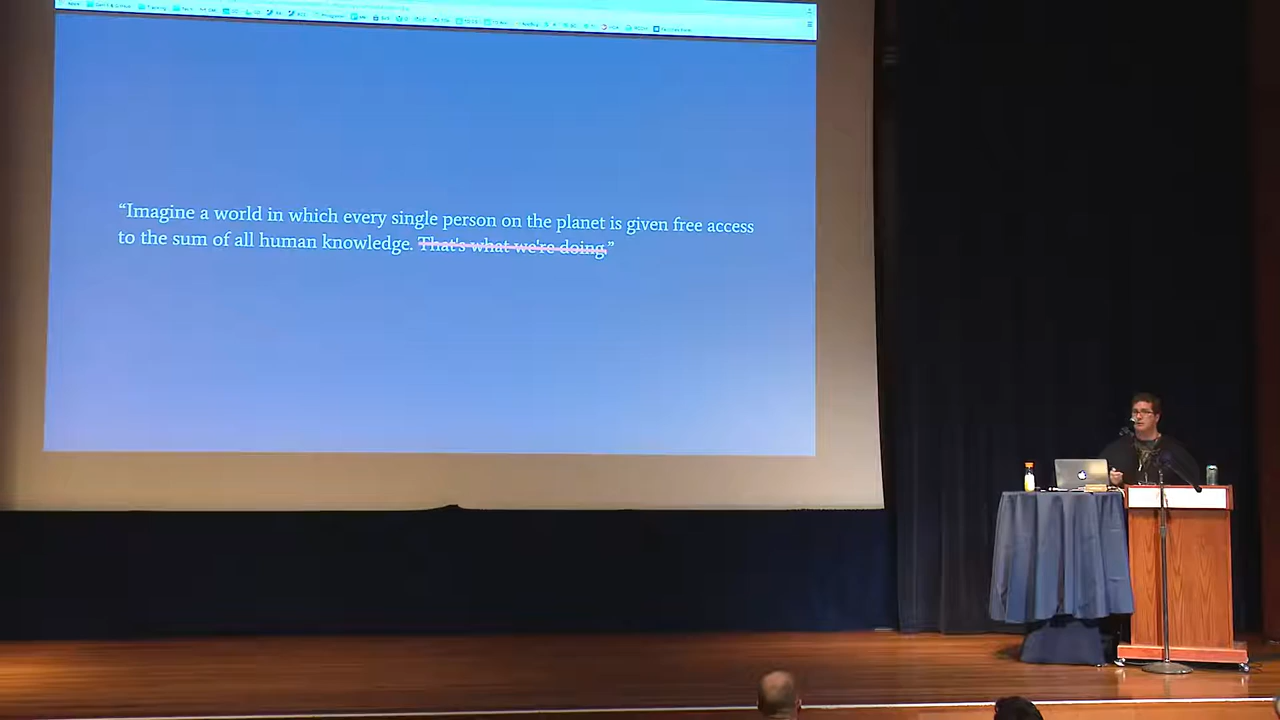 “Imagine a world in which every single person on the planet is given free access
to the sum of all human knowledge. That's what we're doing.”